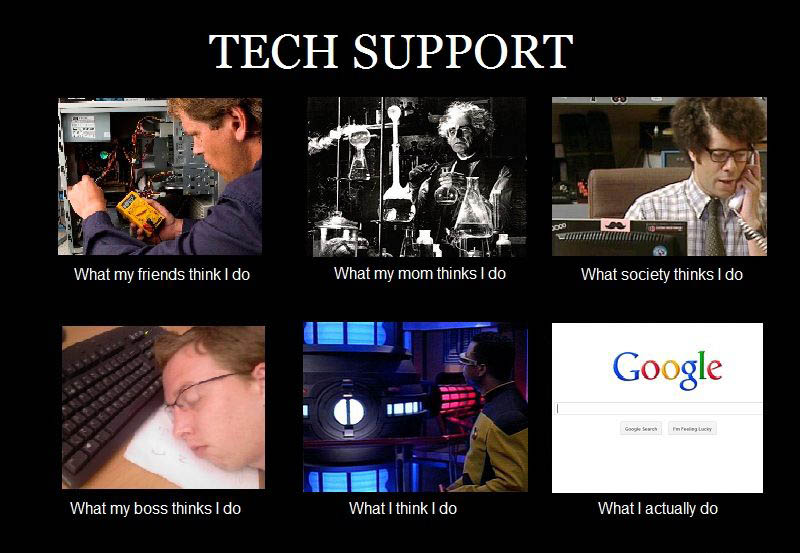 TECH SUPPORT
What my friends think I do
What my mom thinks I do
What society thinks I do
What my boss thinks I do
What I think I do
Google
Google Search
I'm Feeling Lucky
What I actually do